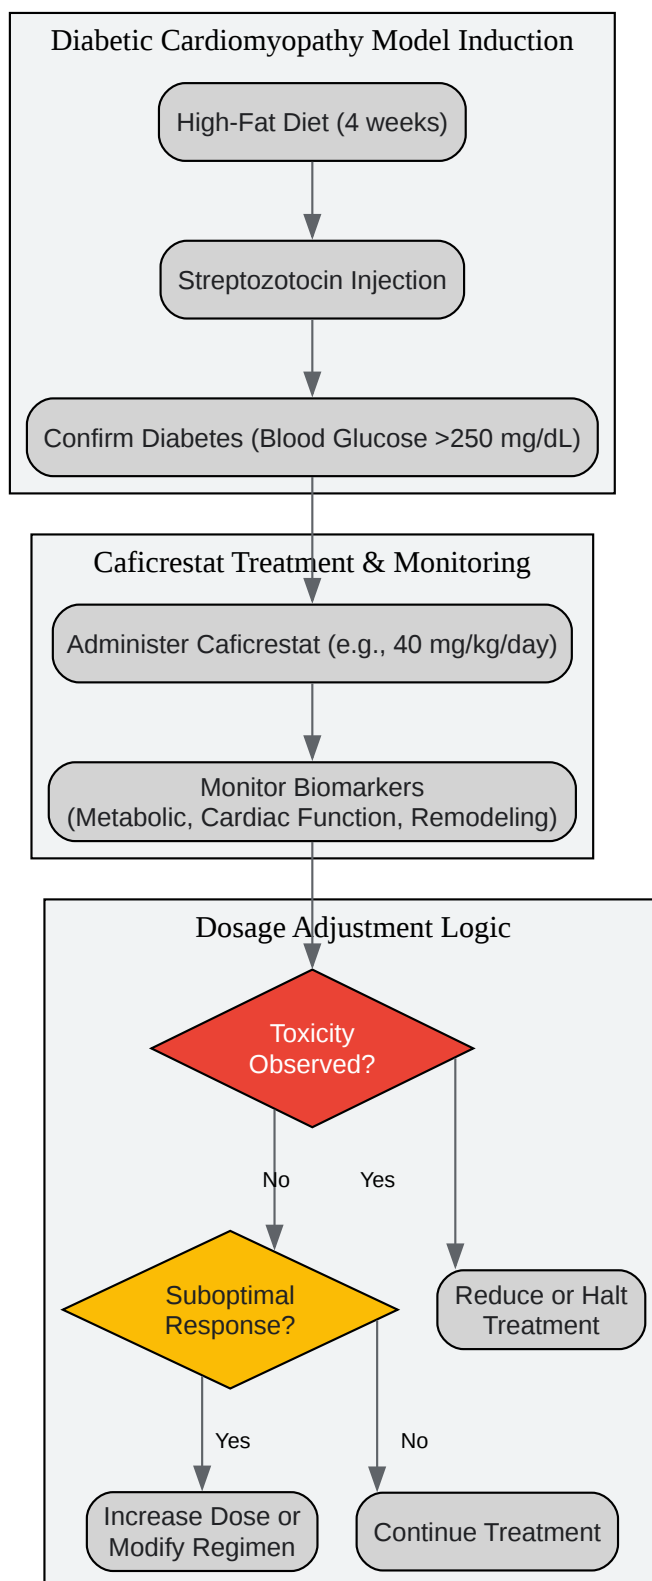 Diabetic Cardiomyopathy Model Induction
High-Fat Diet (4 weeks)
Streptozotocin Injection
Confirm Diabetes (Blood Glucose >250 mg/dL)
Caficrestat Treatment & Monitoring
Administer Caficrestat (e.g., 40 mg/kg/day)
Monitor Biomarkers
(Metabolic, Cardiac Function, Remodeling)
Dosage Adjustment Logic
Toxicity
Observed?
No
Yes
Suboptimal
Response?
Reduce or Halt
Treatment
Yes
No
Increase Dose or
Modify Regimen
Continue Treatment